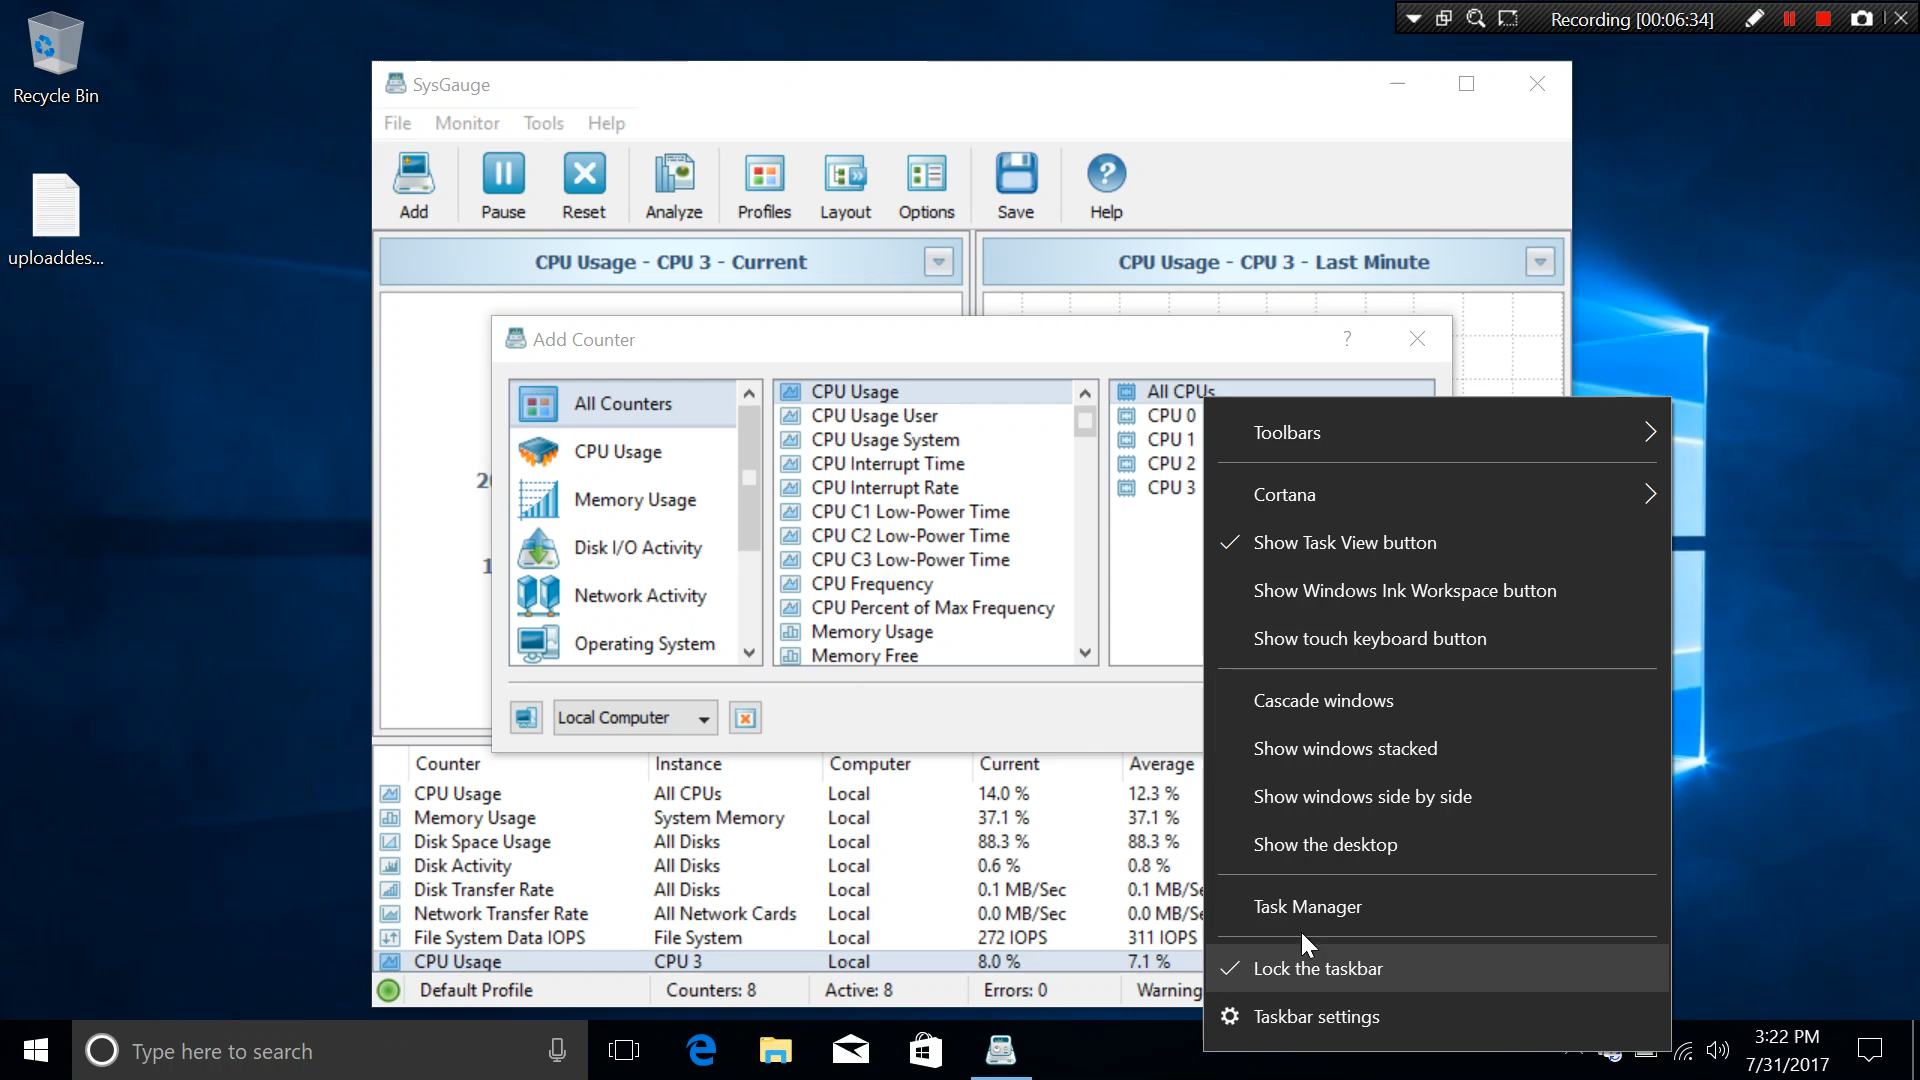 Recording [00:06:34]
Recycle Bin
uploaddes...
SysGauge
File Monitor Tools Help
Add Pause Reset Analyze Profiles Layout Options Save Help
CPU Usage - CPU 3 - Current
CPU Usage - CPU 3 - Last Minute
Add Counter
All Counters
CPU Usage
Memory Usage
Disk I/O Activity
Network Activity
Operating System
CPU Usage
CPU Usage User
CPU Usage System
CPU Interrupt Time
CPU Interrupt Rate
CPU C1 Low-Power Time
CPU C2 Low-Power Time
CPU C3 Low-Power Time
CPU Frequency
CPU Percent of Max Frequency
Memory Usage
Memory Free
All CPUs
CPU 0
CPU 1
CPU 2
CPU 3
Local Computer
Toolbars
Cortana
Show Task View button
Show Windows Ink Workspace button
Show touch keyboard button
Cascade windows
Show windows stacked
Show windows side by side
Show the desktop
Task Manager
Lock the taskbar
Taskbar settings
Counter Instance Computer Current Average
CPU Usage All CPUs Local 14.0 % 12.3 %
Memory Usage System Memory Local 37.1 % 37.1 %
Disk Space Usage All Disks Local 88.3 % 88.3 %
Disk Activity All Disks Local 0.6 % 0.8 %
Disk Transfer Rate All Disks Local 0.1 MB/Sec 0.1 MB/Se
Network Transfer Rate All Network Cards Local 0.0 MB/Sec 0.0 MB/Se
File System Data IOPS File System Local 272 IOPS 311 IOPS
CPU Usage CPU 3 Local 8.0 % 7.1 %
Default Profile Counters: 8 Active: 8 Errors: 0 Warning
Type here to search
3:22 PM
7/31/2017